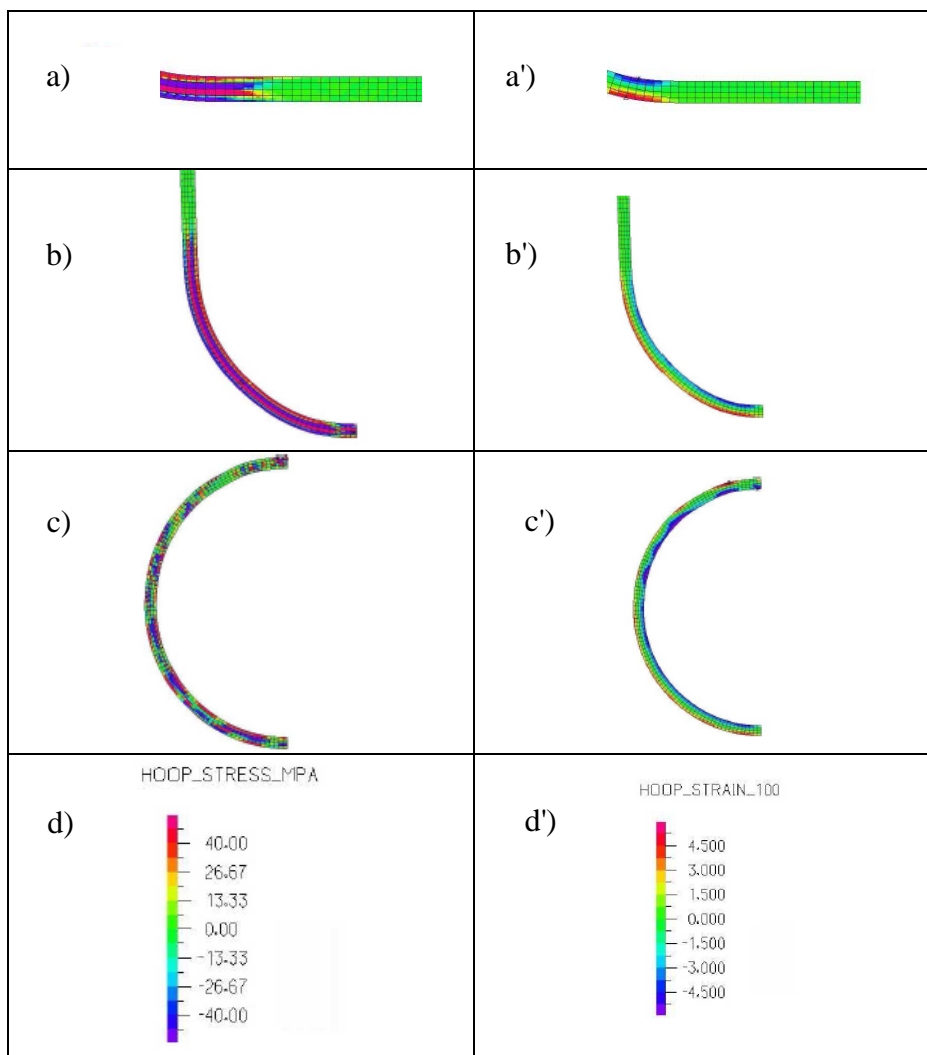 a)
a')
b)
b')
c)
c')
d)
HOOP_STRESS_MPA
40.00
26.67
13.33
0.00
-13.33
-26.67
-40.00
d')
HOOP_STRAIN_100
4.500
3.000
1.500
0.000
-1.500
-3.000
-4.500